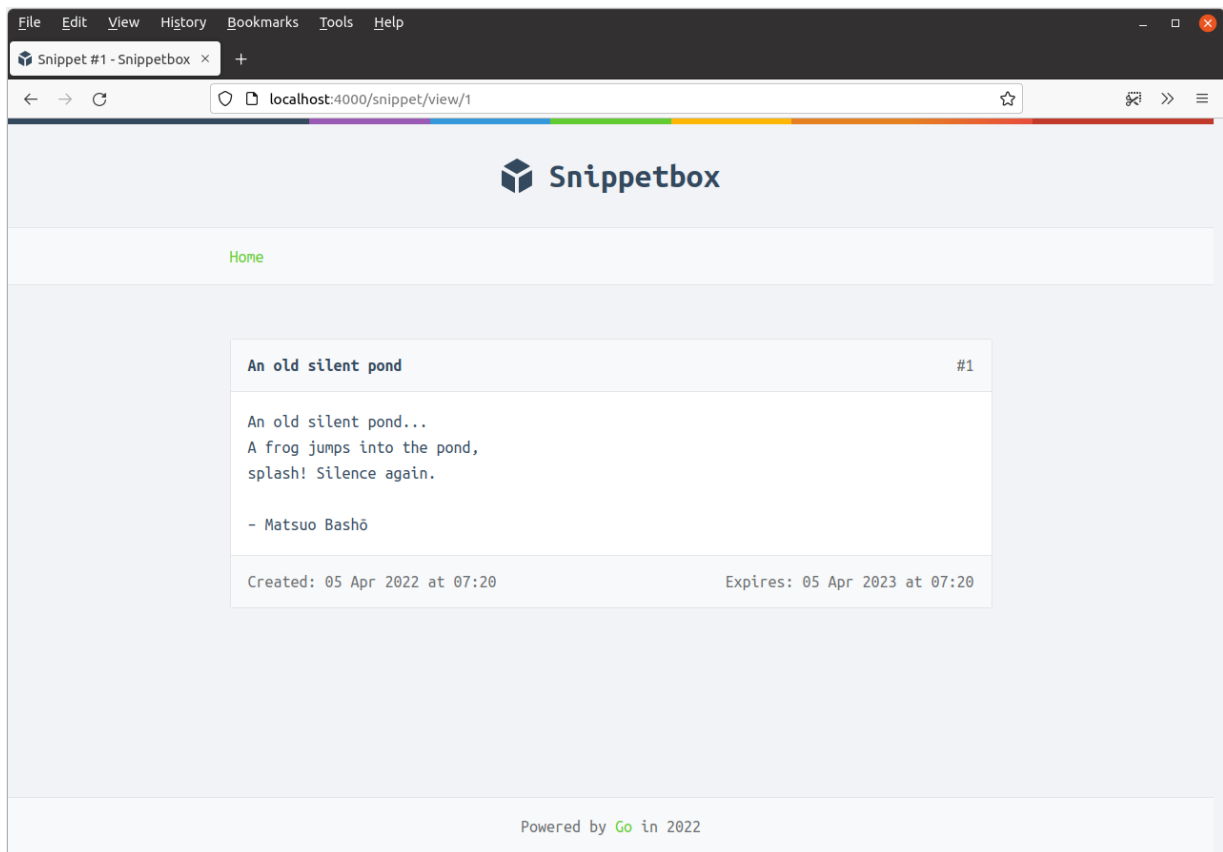 File Edit View History Bookmarks Tools Help
Snippet #1 - Snippetbox
localhost:4000/snippet/view/1
Snippetbox
Home
An old silent pond #1
An old silent pond...
A frog jumps into the pond,
splash! Silence again.
– Matsuo Bashō
Created: 05 Apr 2022 at 07:20 Expires: 05 Apr 2023 at 07:20
Powered by Go in 2022